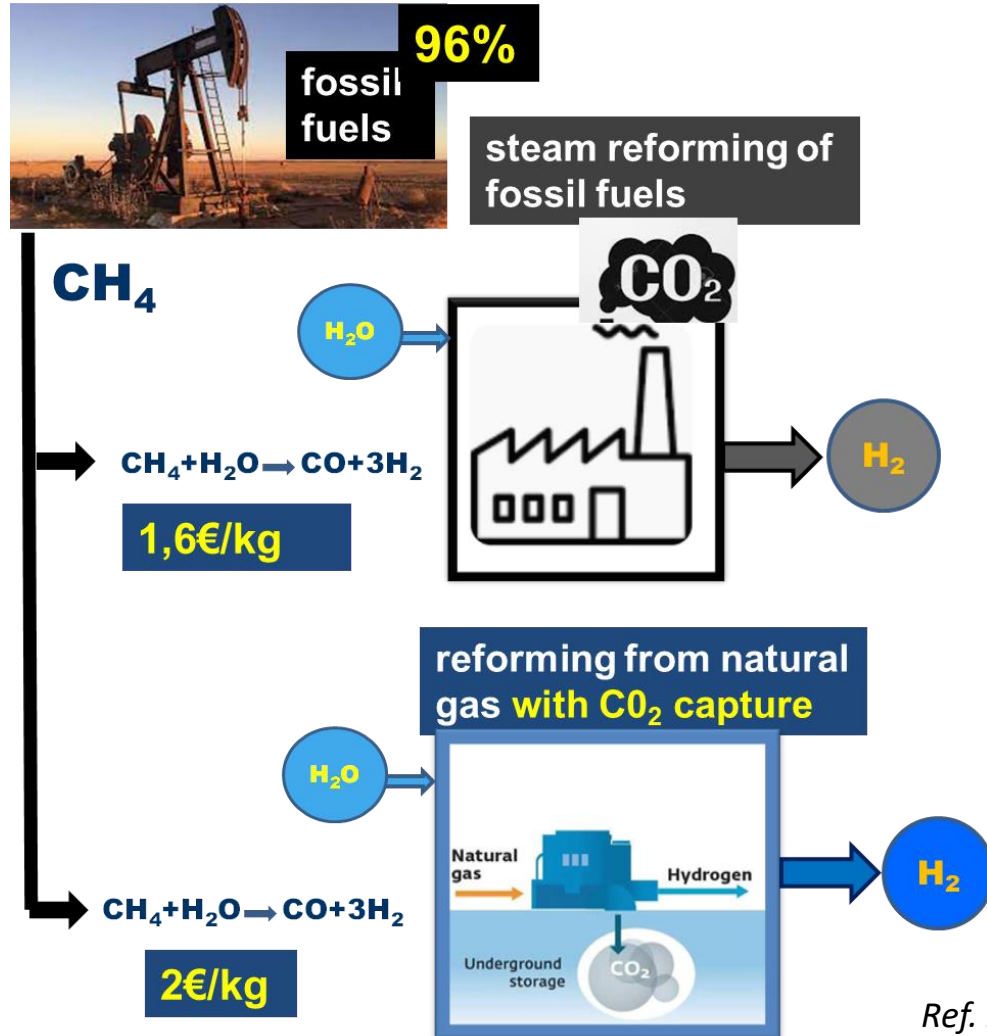 96%
fossil
fuels
steam reforming of
fossil fuels
CO₂
CH₄
H₂O
CH₄+H₂O→CO+3H₂
H₂
1,6€/kg
reforming from natural
gas with C0₂ capture
H₂O
Natural
gas
Hydrogen
H₂
CH₄+H₂O→CO+3H₂
Underground
storage
CO₂
2€/kg
Ref.